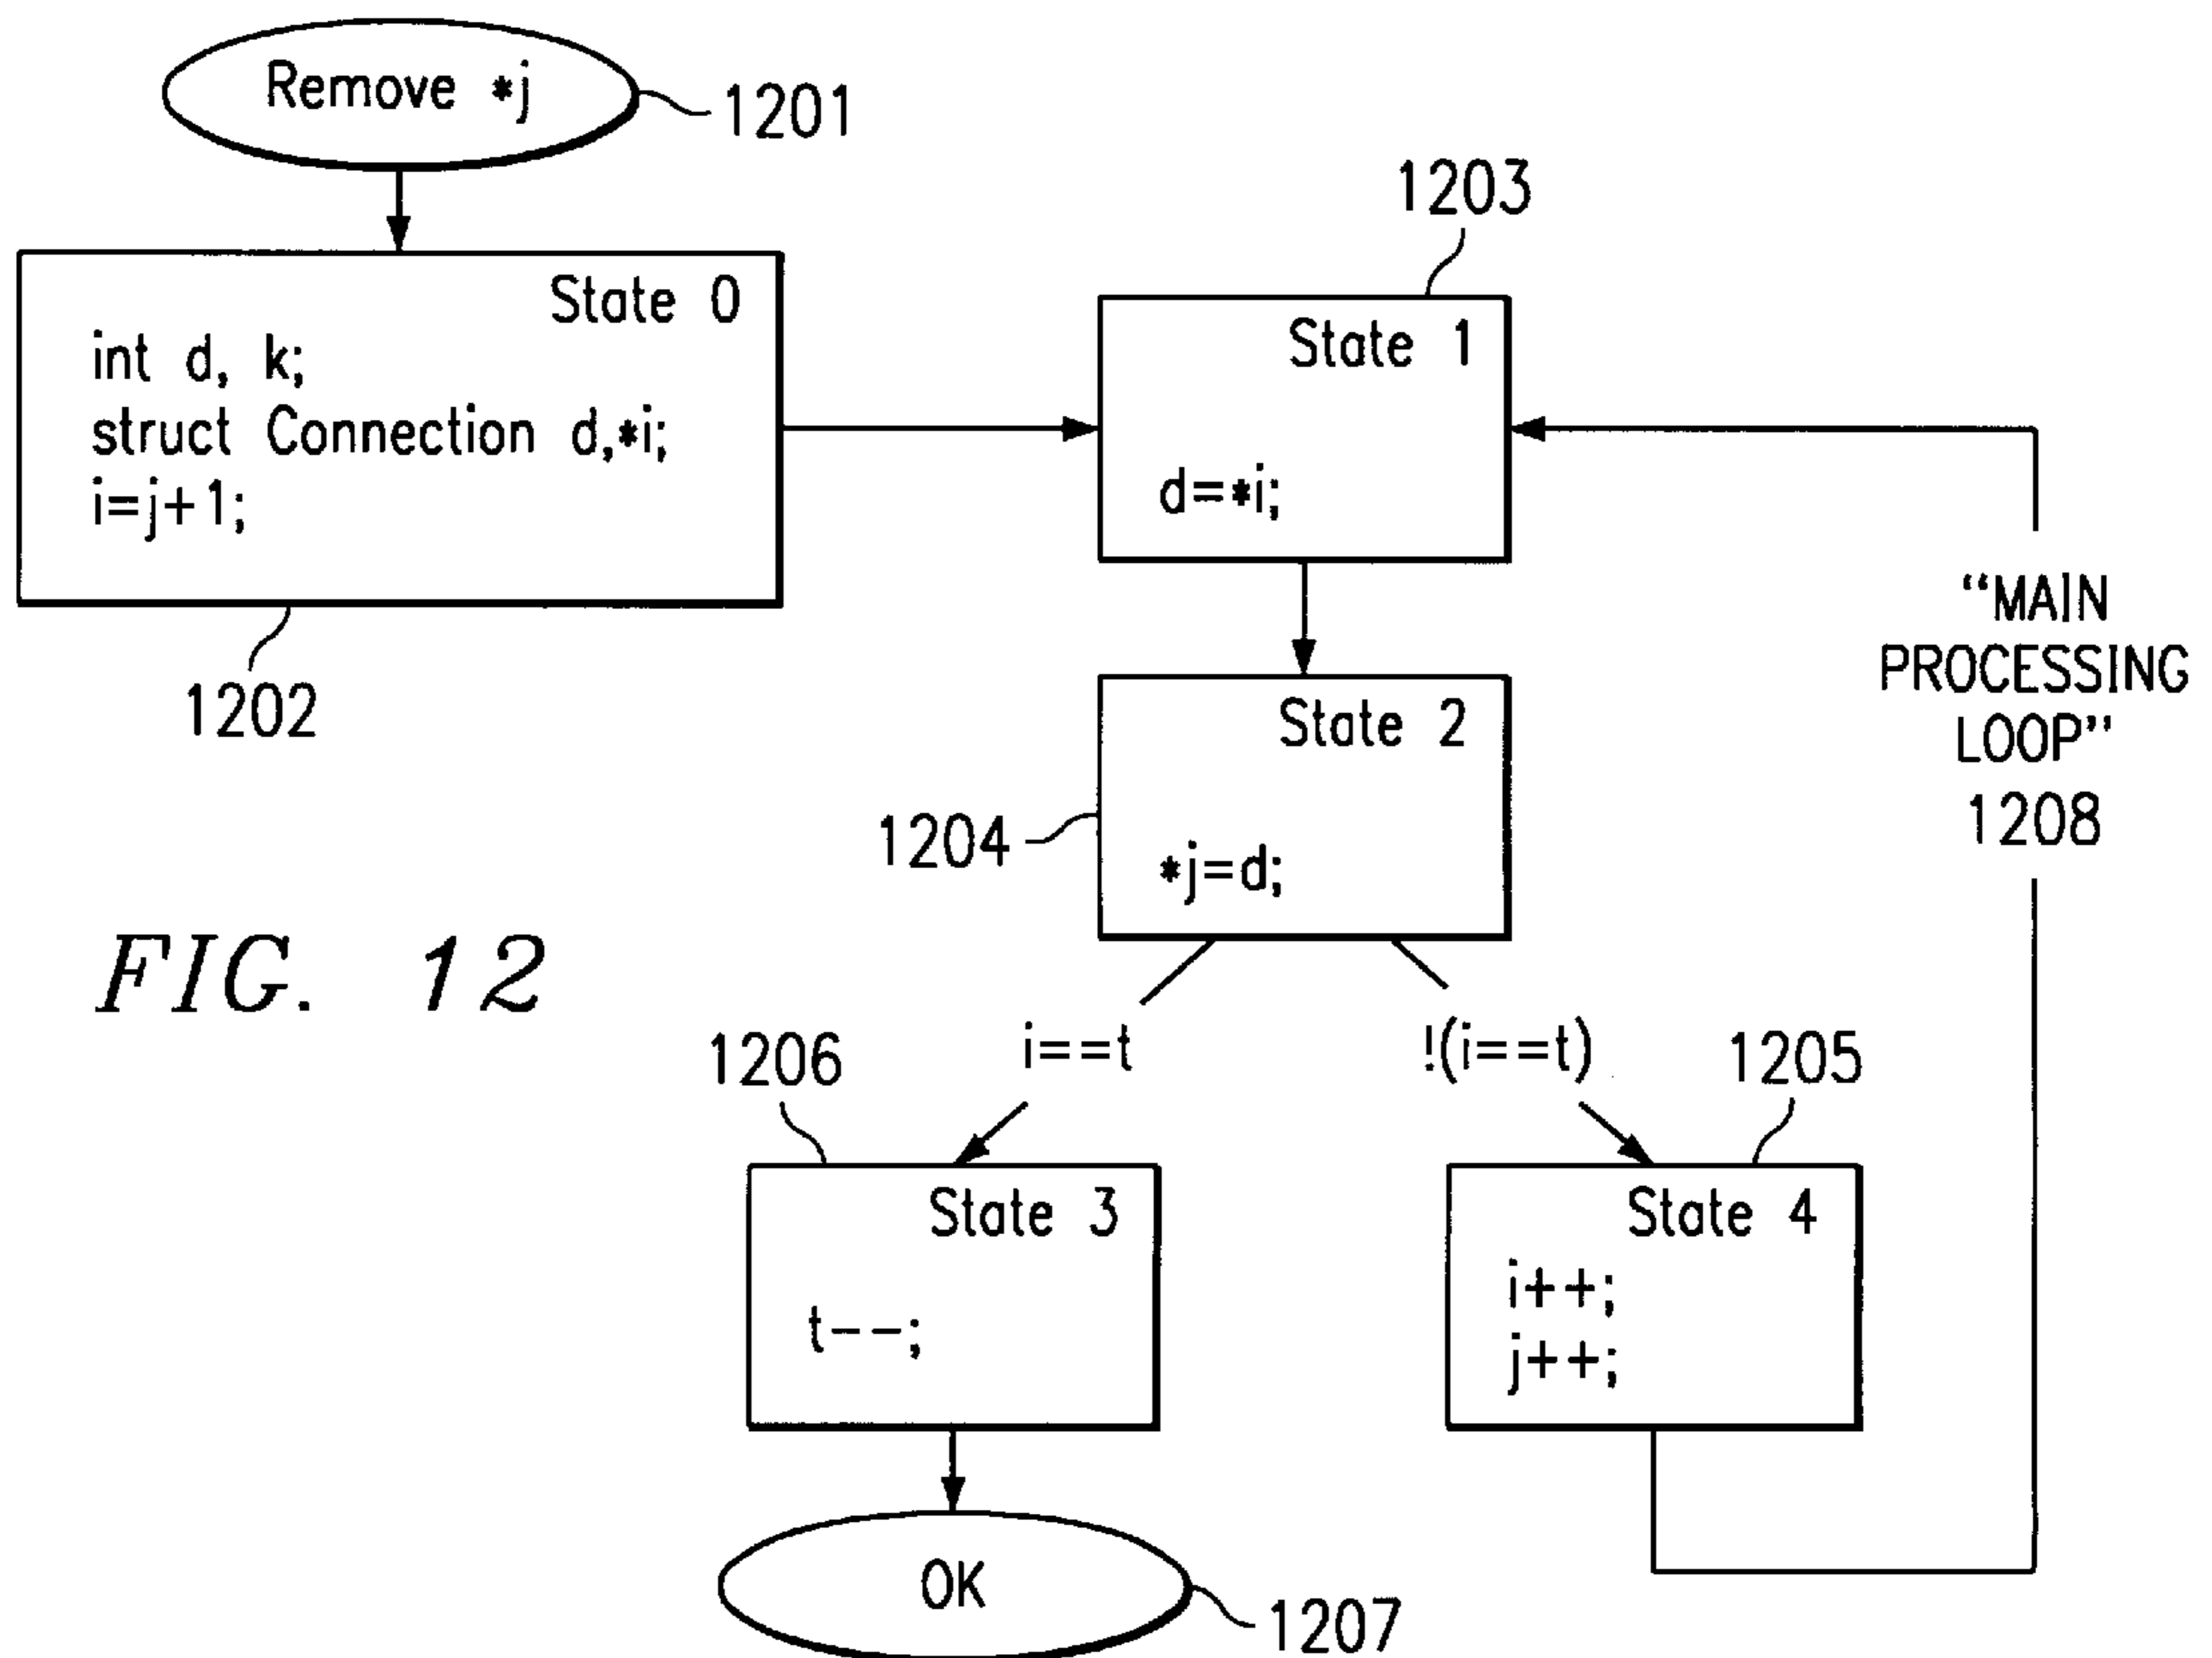 Remove *j
1201
State 0
int d, k;
struct Connection d,*i;
i=j+1;
1202
1203
State 1
d=*i;
State 2
*j=d;
1204
"MAIN
PROCESSING
LOOP"
1208
FIG. 12
i==t
!(i==t)
1206
1205
State 3
t--;
State 4
i++;
j++;
OK
1207